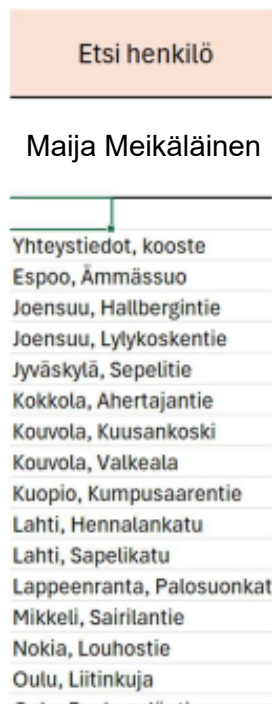 Etsi henkilö
Maija Meikäläinen
Yhteystiedot, kooste
Espoo, Ämmässuo
Joensuu, Hallbergintie
Joensuu, Lylykoskentie
Jyväskylä, Sepelitie
Kokkola, Ahertajantie
Kouvola, Kuusankoski
Kouvola, Valkeala
Kuopio, Kumpusaarentie
Lahti, Hennalankatu
Lahti, Sapelikatu
Lappeenranta, Palosuonkat
Mikkeli, Sairilantie
Nokia, Louhostie
Oulu, Liitinkuja